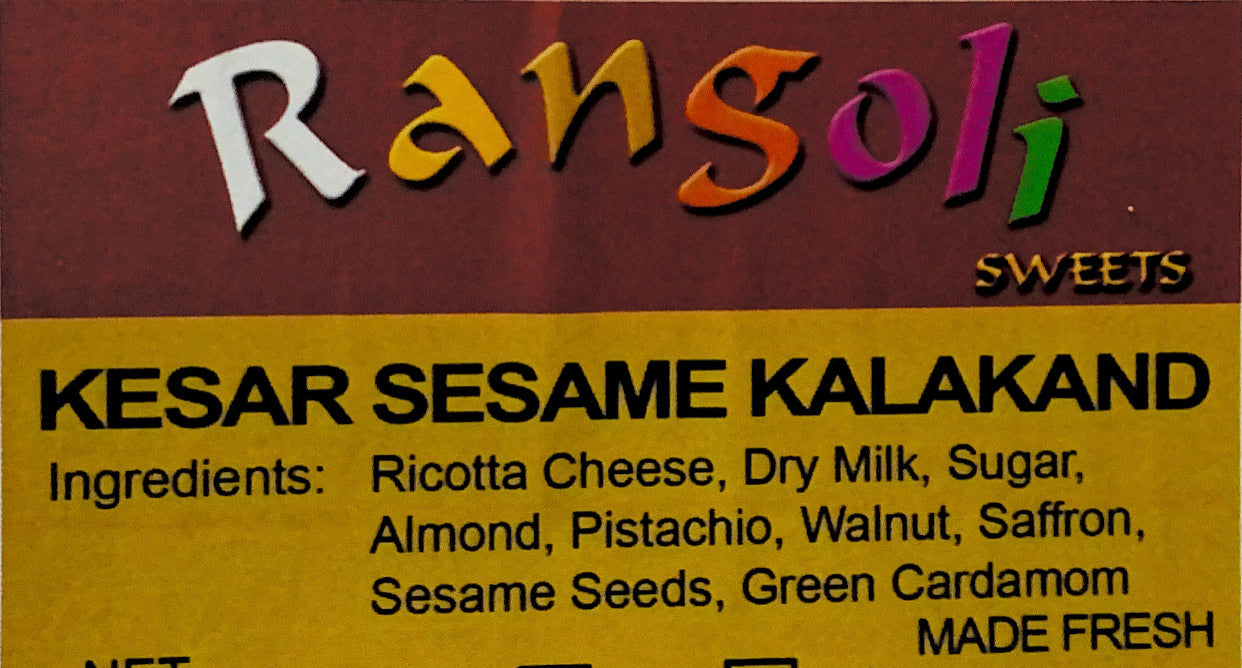 Rangoli
SWEETS
KESAR SESAME KALAKAND
Ingredients: Ricotta Cheese, Dry Milk, Sugar,
Almond, Pistachio, Walnut, Saffron,
Sesame Seeds, Green Cardamom
MADE FRESH
NET